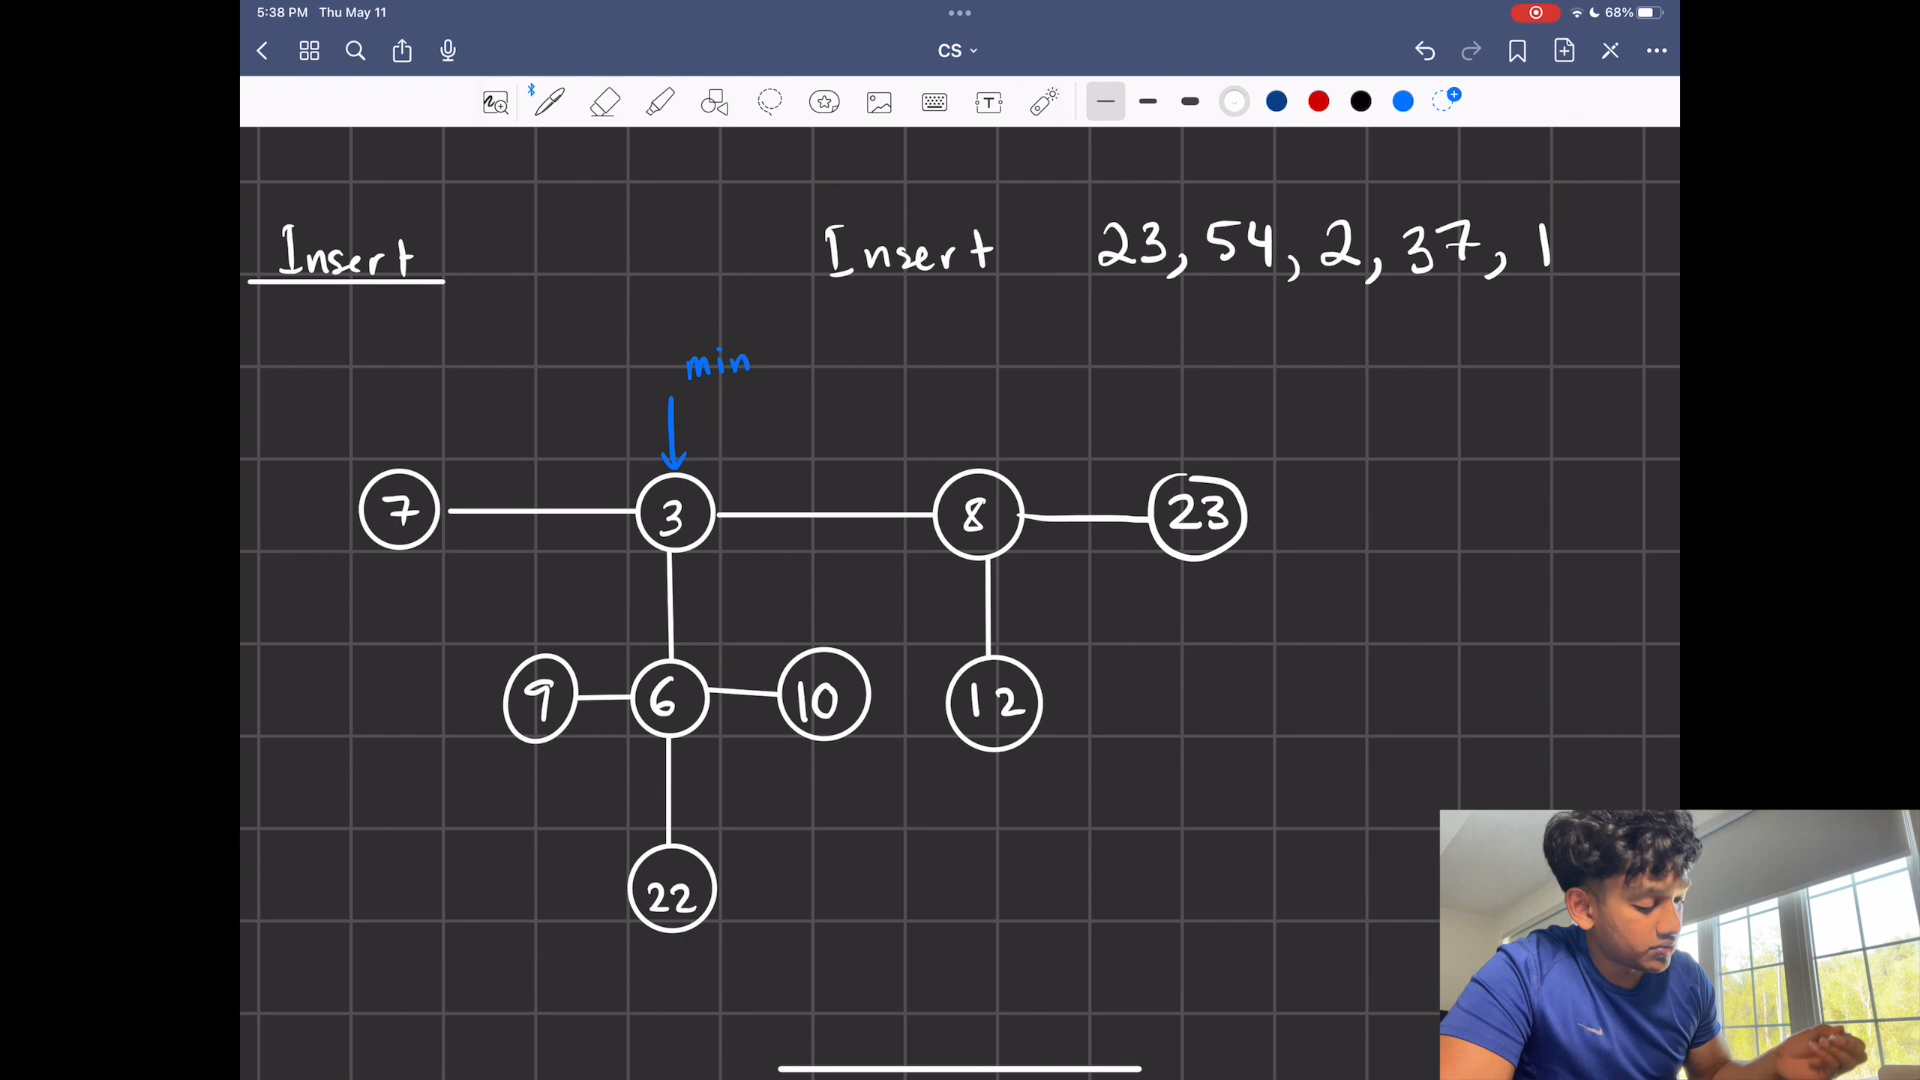 5:38 PM Thu May 11
68%
CS
T
Insert
Insert 23, 54, 2, 37, 1
min
7 3 8 23
9 6 10 12
22